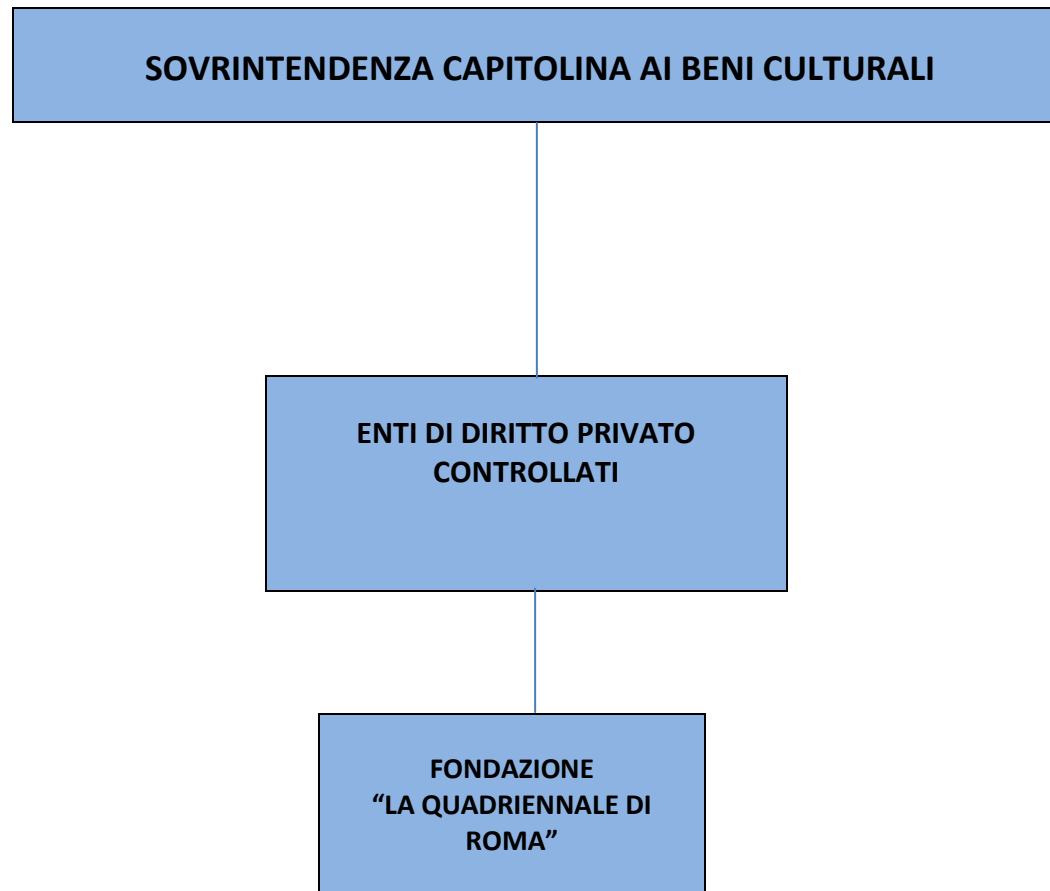 SOVRINTENDENZA CAPITOLINA AI BENI CULTURALI
ENTI DI DIRITTO PRIVATO
CONTROLLATI
FONDAZIONE
“LA QUADRIENNALE DI
ROMA”